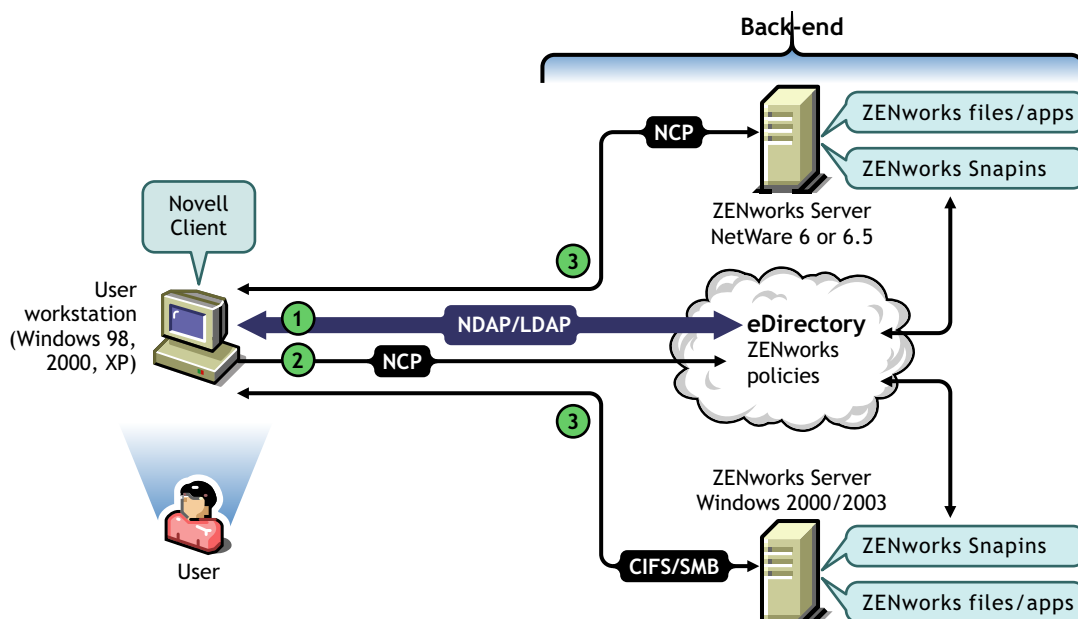 Back-end
ZENworks files/apps
NCP
ZENworks Snapins
Novell
Client
ZENworks Server
NetWare 6 or 6.5
3
User
workstation
(Windows 98,
2000, XP)
1
NDAP/LDAP
eDirectory
ZENworks
policies
2
NCP
3
ZENworks Server
Windows 2000/2003
ZENworks Snapins
CIFS/SMB
User
ZENworks files/apps